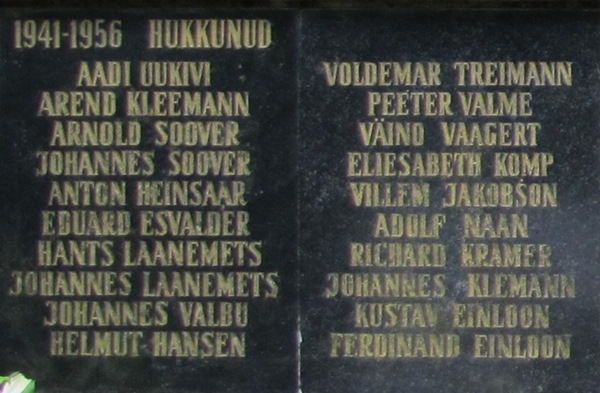 1941-1956 HUKKUNUD
AADI UUKIVI
AREND KLEEMANN
ARNOLD SOOVER
JOHANNES SOOVER
ANTON HEINSAAR
EDUARD ESVALDER
HANTS LAANEMETS
JOHANNES LAANEMETS
JOHANNES VALBU
HELMUT HANSEN
VOLDEMAR TREIMANN
PEETER VALME
VÄINO VAAGERT
ELIESABETH KOMP
VILLEM JAKOBSON
ADOLF NAAN
RICHARD KRAMER
JOHANNES KLEMANN
KUSTAV EINLOON
FERDINAND EINLOON